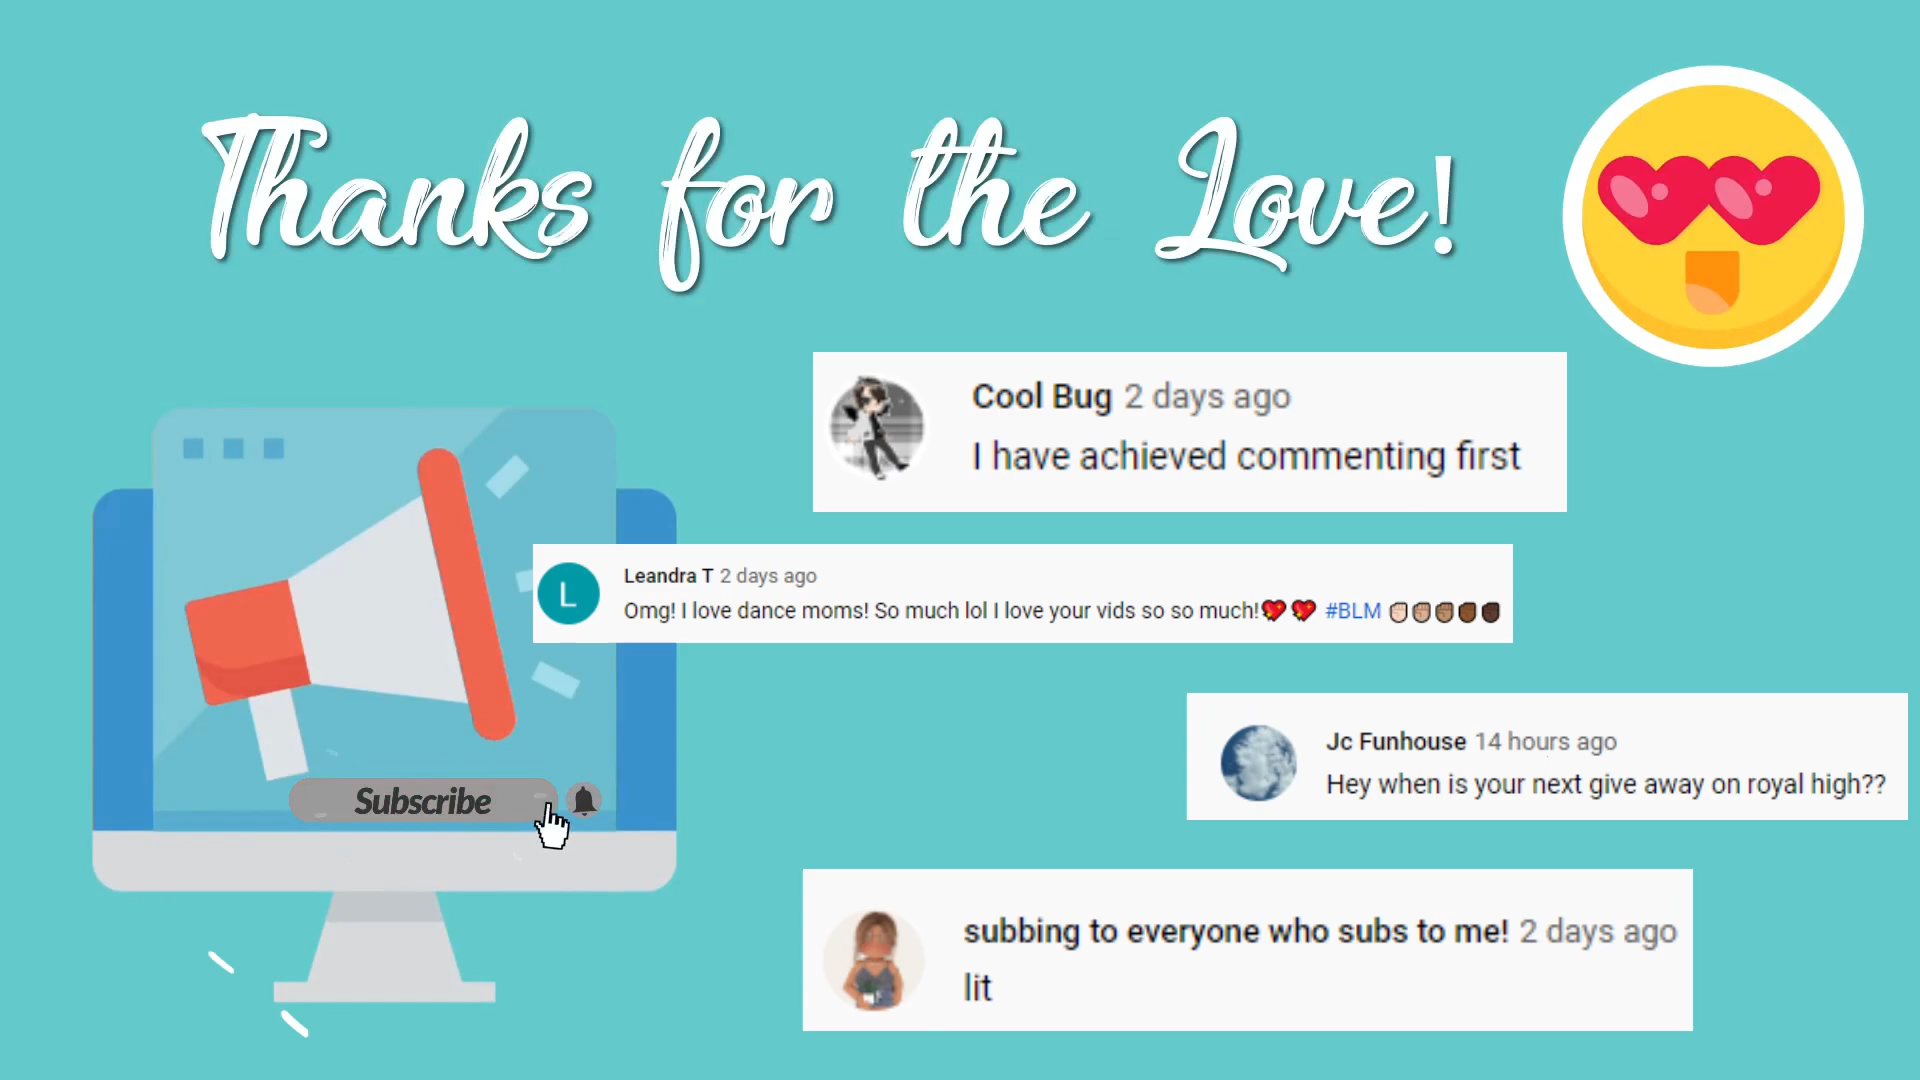 Thanks for the Love!
Cool Bug 2 days ago
I have achieved commenting first
L
Leandra T 2 days ago
Omg! I love dance moms! So much lol I love your vids so so much!💖💖 #BLM ✊🏻✊🏼✊🏽✊🏾✊🏿
Jc Funhouse 14 hours ago
Hey when is your next give away on royal high??
Subscribe
subbing to everyone who subs to me! 2 days ago
lit